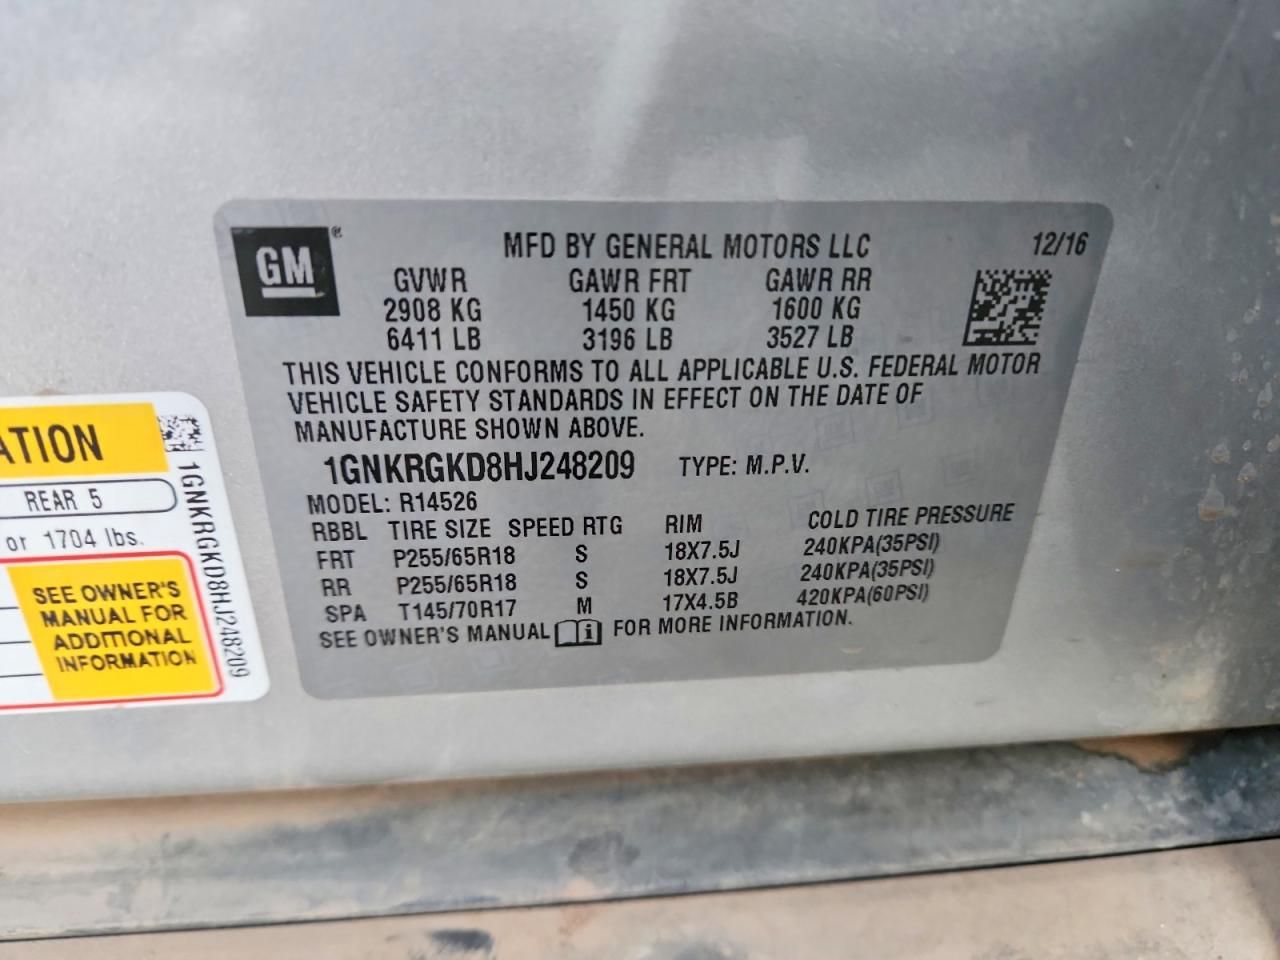 GM ®
MFD BY GENERAL MOTORS LLC 12/16
GVWR GAWR FRT GAWR RR
2908 KG 1450 KG 1600 KG
6411 LB 3196 LB 3527 LB
THIS VEHICLE CONFORMS TO ALL APPLICABLE U.S. FEDERAL MOTOR
VEHICLE SAFETY STANDARDS IN EFFECT ON THE DATE OF
MANUFACTURE SHOWN ABOVE.
1GNKRGKD8HJ248209 TYPE: M.P.V.
MODEL: R14526
RBBL TIRE SIZE SPEED RTG RIM COLD TIRE PRESSURE
FRT P255/65R18 S 18X7.5J 240KPA(35PSI)
RR P255/65R18 S 18X7.5J 240KPA(35PSI)
SPA T145/70R17 M 17X4.5B 420KPA(60PSI)
SEE OWNER'S MANUAL i FOR MORE INFORMATION.
ATION
REAR 5
or 1704 lbs.
SEE OWNER'S
MANUAL FOR
ADDITIONAL
INFORMATION
1GNKRGKD8HJ248209